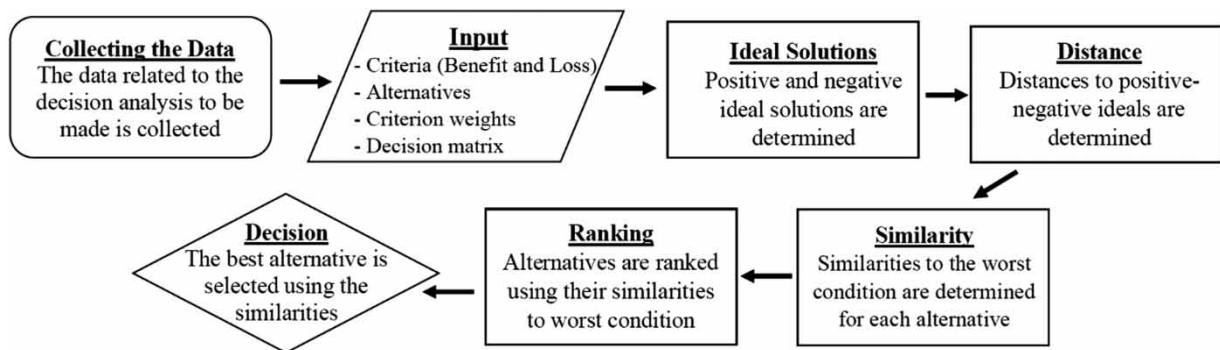 Collecting the Data
The data related to the
decision analysis to be
made is collected
Input
- Criteria (Benefit and Loss)
- Alternatives
- Criterion weights
- Decision matrix
Ideal Solutions
Positive and negative
ideal solutions are
determined
Distance
Distances to positive-
negative ideals are
determined
Similarity
Similarities to the worst
condition are determined
for each alternative
Ranking
Alternatives are ranked
using their similarities
to worst condition
Decision
The best alternative is
selected using the
similarities